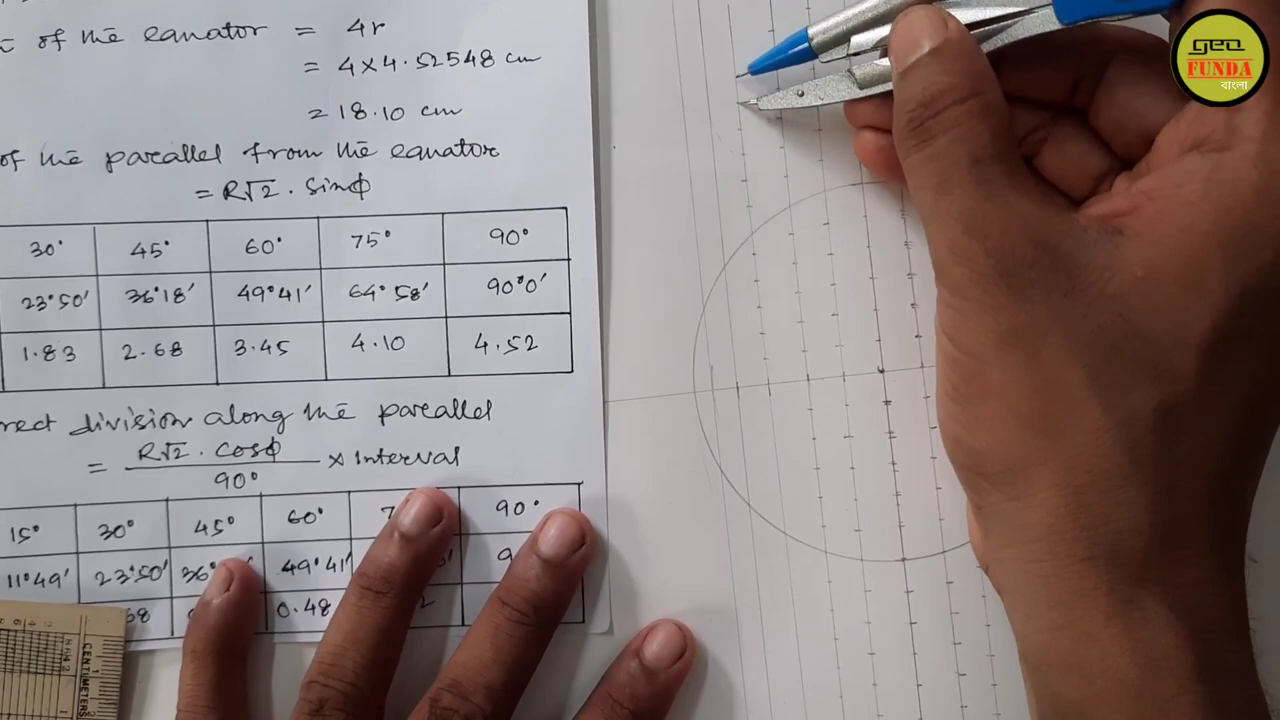 of the equator = 4r
= 4×4.52548 cm
= 18.10 cm
of the parallel from the equator
= R√2 . sinφ
30° 45° 60° 75° 90°
23°50' 36°18' 49°41' 64°58' 90°0'
1.83 2.68 3.45 4.10 4.52
division along the parallel
= R√2 . cosφ / 90° × Interval
15° 30° 45° 60° 90°
11°49' 23°50' 49°41'
0.48
CENTIMETERS
geo
FUNDA
বাংলা